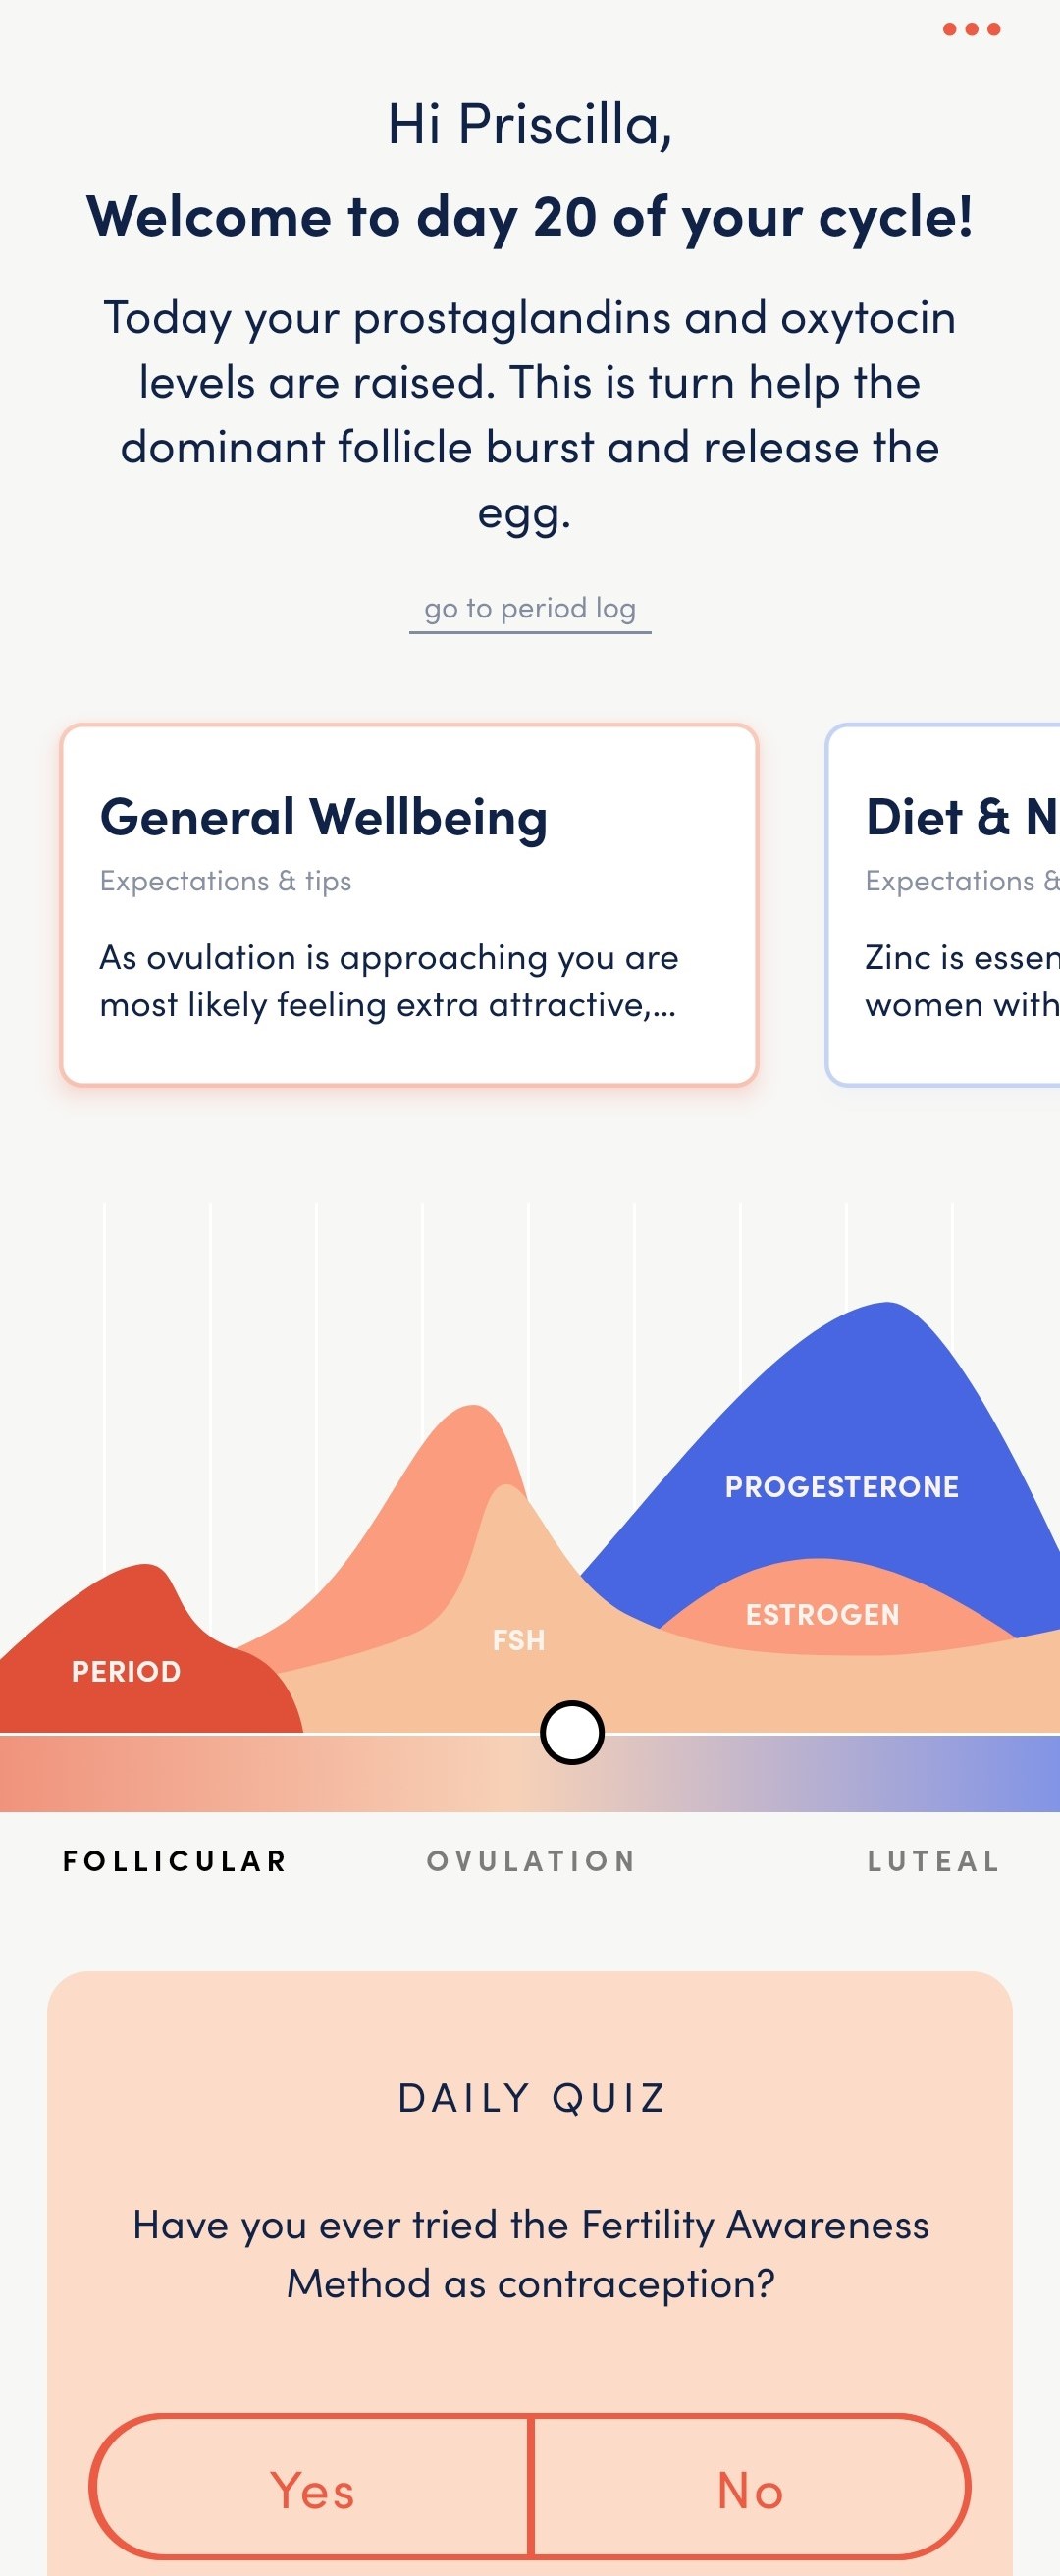 Hi Priscilla,
Welcome to day 20 of your cycle!
Today your prostaglandins and oxytocin
levels are raised. This is turn help the
dominant follicle burst and release the
egg.
go to period log
General Wellbeing
Expectations & tips
As ovulation is approaching you are
most likely feeling extra attractive,...
Diet & N
Expectations &
Zinc is essen
women with
PROGESTERONE
ESTROGEN
FSH
PERIOD
FOLLICULAR OVULATION LUTEAL
DAILY QUIZ
Have you ever tried the Fertility Awareness
Method as contraception?
Yes No